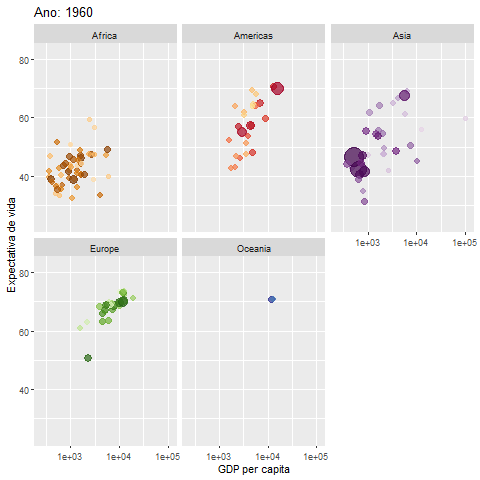 Ano: 1960
Africa
Americas
Asia
80
60
40
1e+03
1e+04
1e+05
Europe
Oceania
80
60
40
1e+03
1e+04
1e+05
1e+03
1e+04
1e+05
Expectativa de vida
GDP per capita